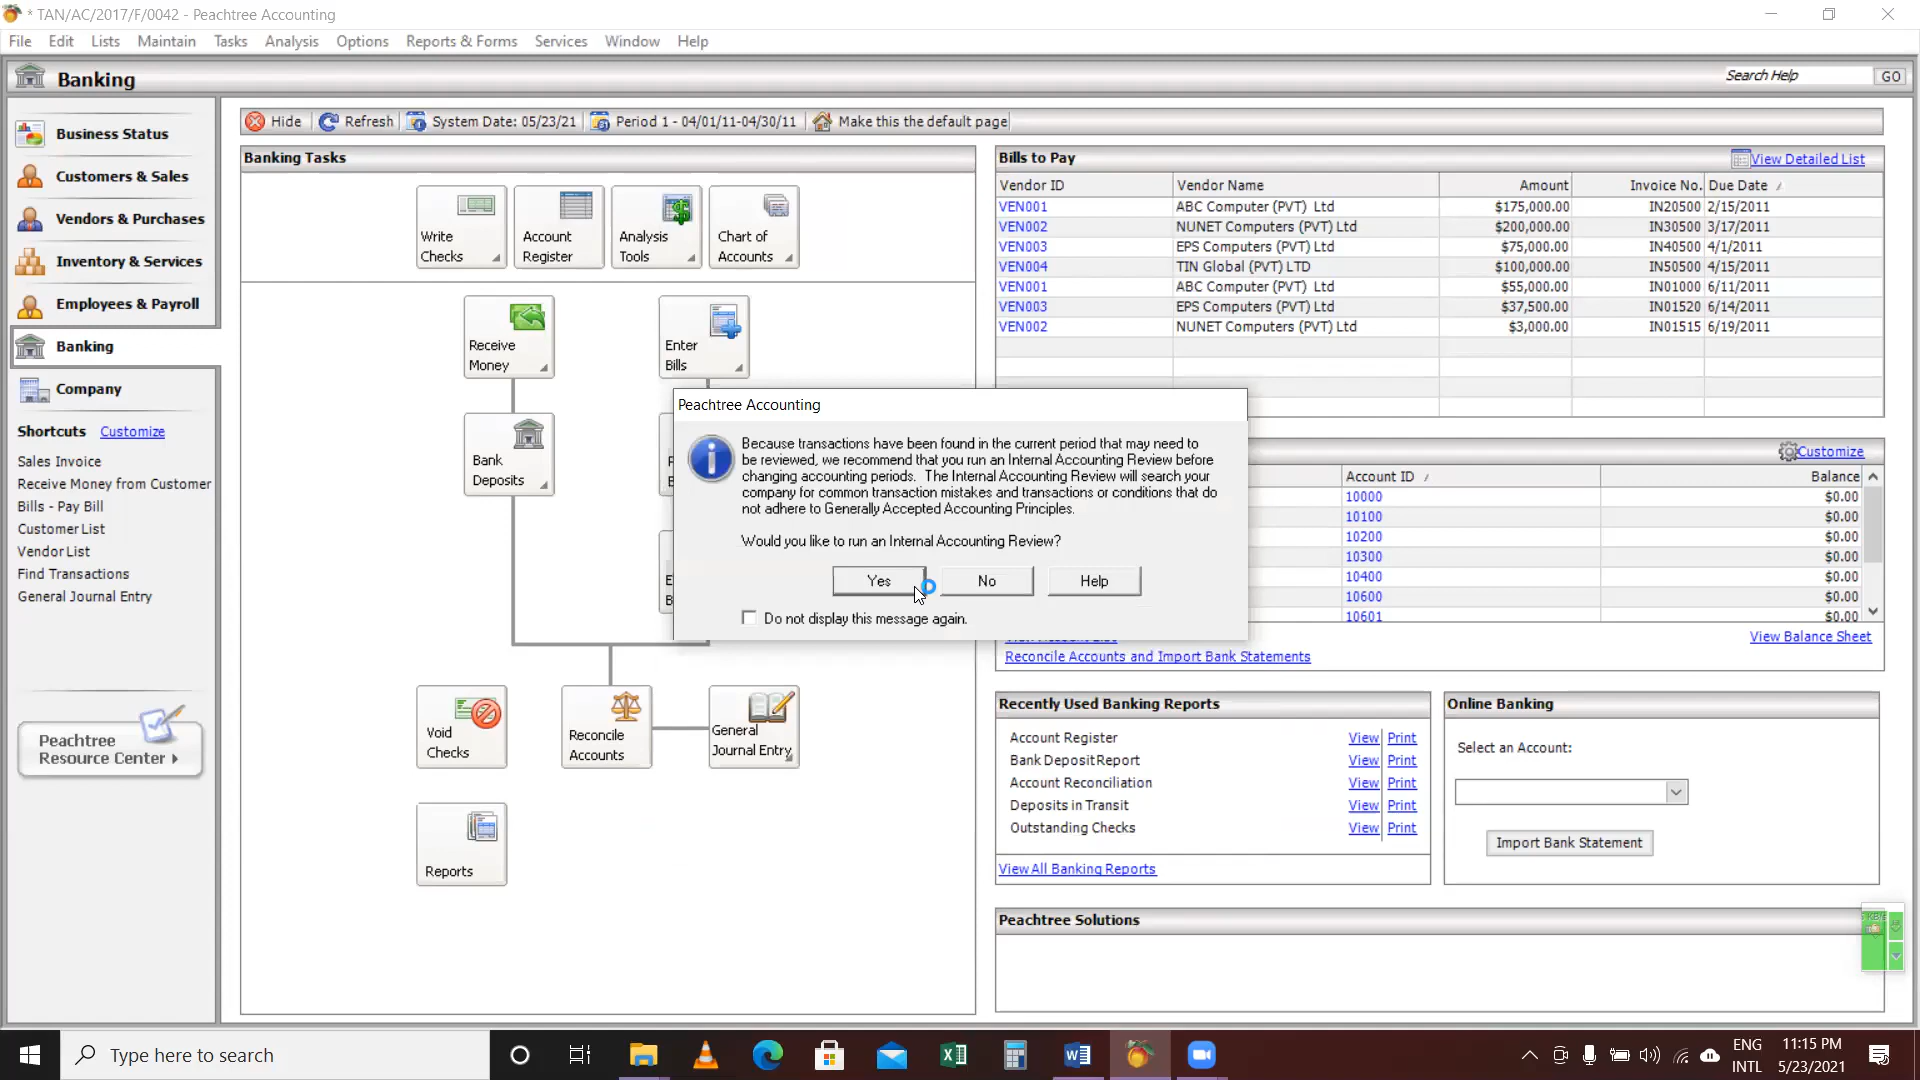 * TAN/AC/2017/F/0042 - Peachtree Accounting
File Edit Lists Maintain Tasks Analysis Options Reports & Forms Services Window Help
Banking
Search Help
GO
Business Status
Customers & Sales
Vendors & Purchases
Inventory & Services
Employees & Payroll
Banking
Company
Shortcuts Customize
Sales Invoice
Receive Money from Customer
Bills - Pay Bill
Customer List
Vendor List
Find Transactions
General Journal Entry
Peachtree
Resource Center
Hide Refresh System Date: 05/23/21 Period 1 - 04/01/11-04/30/11 Make this the default page
Banking Tasks
Write
Checks
Account
Register
Analysis
Tools
Chart of
Accounts
Receive
Money
Enter
Bills
Bank
Deposits
Void
Checks
Reconcile
Accounts
General
Journal Entry
Reports
Bills to Pay
View Detailed List
Vendor ID Vendor Name Amount Invoice No. Due Date
VEN001 ABC Computer (PVT) Ltd $175,000.00 IN20500 2/15/2011
VEN002 NUNET Computers (PVT) Ltd $200,000.00 IN30500 3/17/2011
VEN003 EPS Computers (PVT) Ltd $75,000.00 IN40500 4/1/2011
VEN004 TIN Global (PVT) LTD $100,000.00 IN50500 4/15/2011
VEN001 ABC Computer (PVT) Ltd $55,000.00 IN01000 6/11/2011
VEN003 EPS Computers (PVT) Ltd $37,500.00 IN01520 6/14/2011
VEN002 NUNET Computers (PVT) Ltd $3,000.00 IN01515 6/19/2011
Peachtree Accounting
Because transactions have been found in the current period that may need to
be reviewed, we recommend that you run an Internal Accounting Review before
changing accounting periods. The Internal Accounting Review will search your
company for common transaction mistakes and transactions or conditions that do
not adhere to Generally Accepted Accounting Principles.
Would you like to run an Internal Accounting Review?
Yes No Help
Do not display this message again.
Customize
Account ID Balance
10000 $0.00
10100 $0.00
10200 $0.00
10300 $0.00
10400 $0.00
10600 $0.00
10601 $0.00
View Balance Sheet
Reconcile Accounts and Import Bank Statements
Recently Used Banking Reports
Account Register View Print
Bank Deposit Report View Print
Account Reconciliation View Print
Deposits in Transit View Print
Outstanding Checks View Print
View All Banking Reports
Online Banking
Select an Account:
Import Bank Statement
Peachtree Solutions
Type here to search
ENG
INTL
11:15 PM
5/23/2021